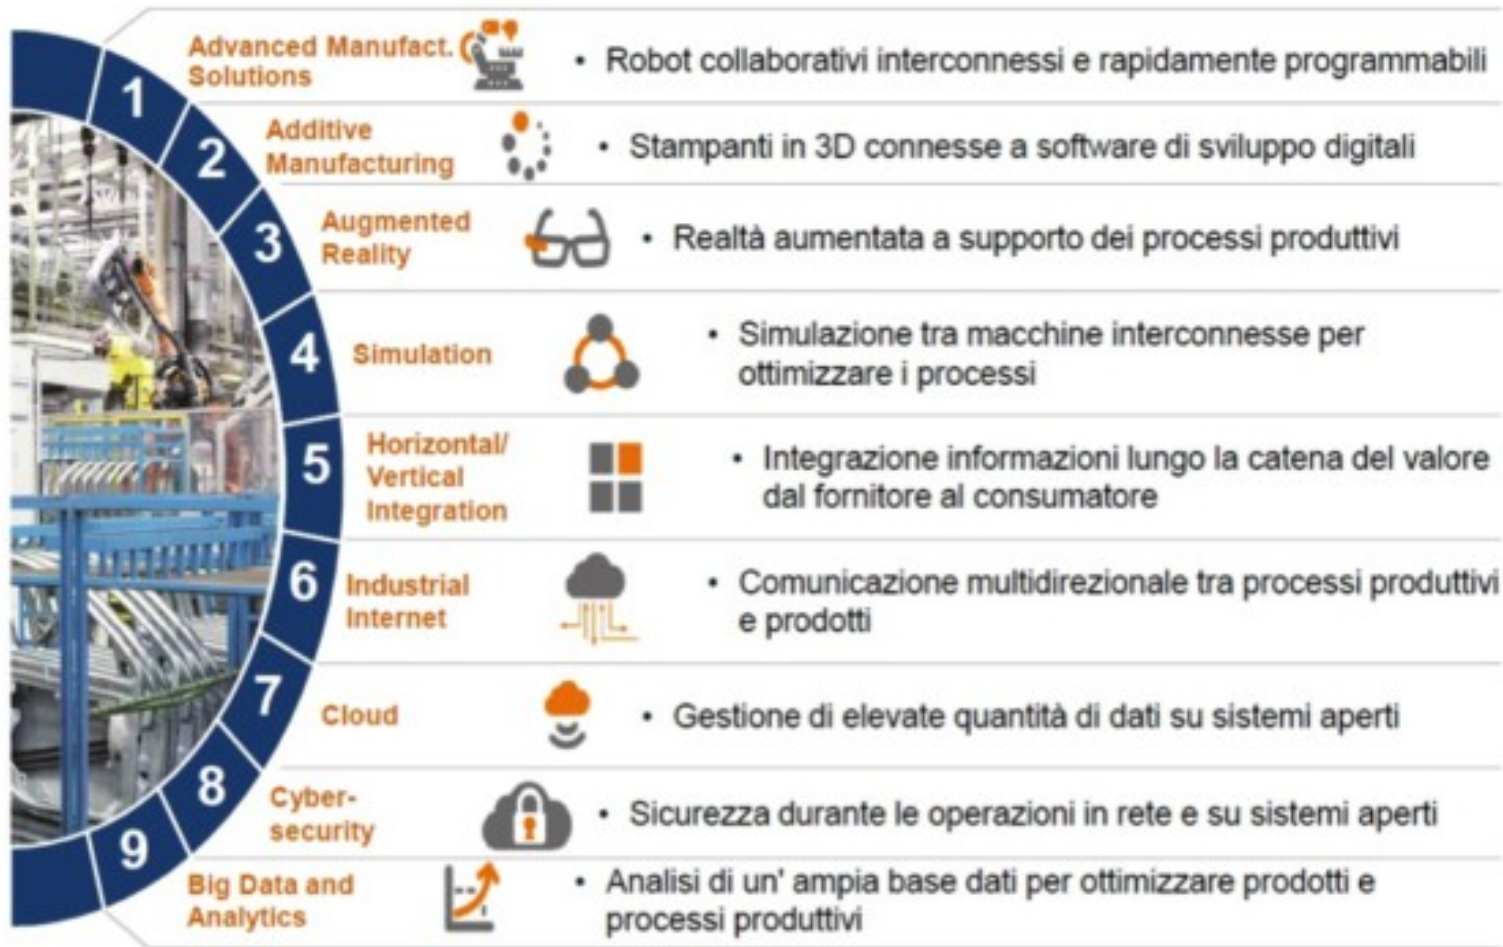 1
Advanced Manufact.
Solutions
• Robot collaborativi interconnessi e rapidamente programmabili
2
Additive
Manufacturing
• Stampanti in 3D connesse a software di sviluppo digitali
3
Augmented
Reality
• Realtà aumentata a supporto dei processi produttivi
4
Simulation
• Simulazione tra macchine interconnesse per
ottimizzare i processi
5
Horizontal/
Vertical
Integration
• Integrazione informazioni lungo la catena del valore
dal fornitore al consumatore
6
Industrial
Internet
• Comunicazione multidirezionale tra processi produttivi
e prodotti
7
Cloud
• Gestione di elevate quantità di dati su sistemi aperti
8
Cyber-
security
• Sicurezza durante le operazioni in rete e su sistemi aperti
9
Big Data and
Analytics
• Analisi di un' ampia base dati per ottimizzare prodotti e
processi produttivi